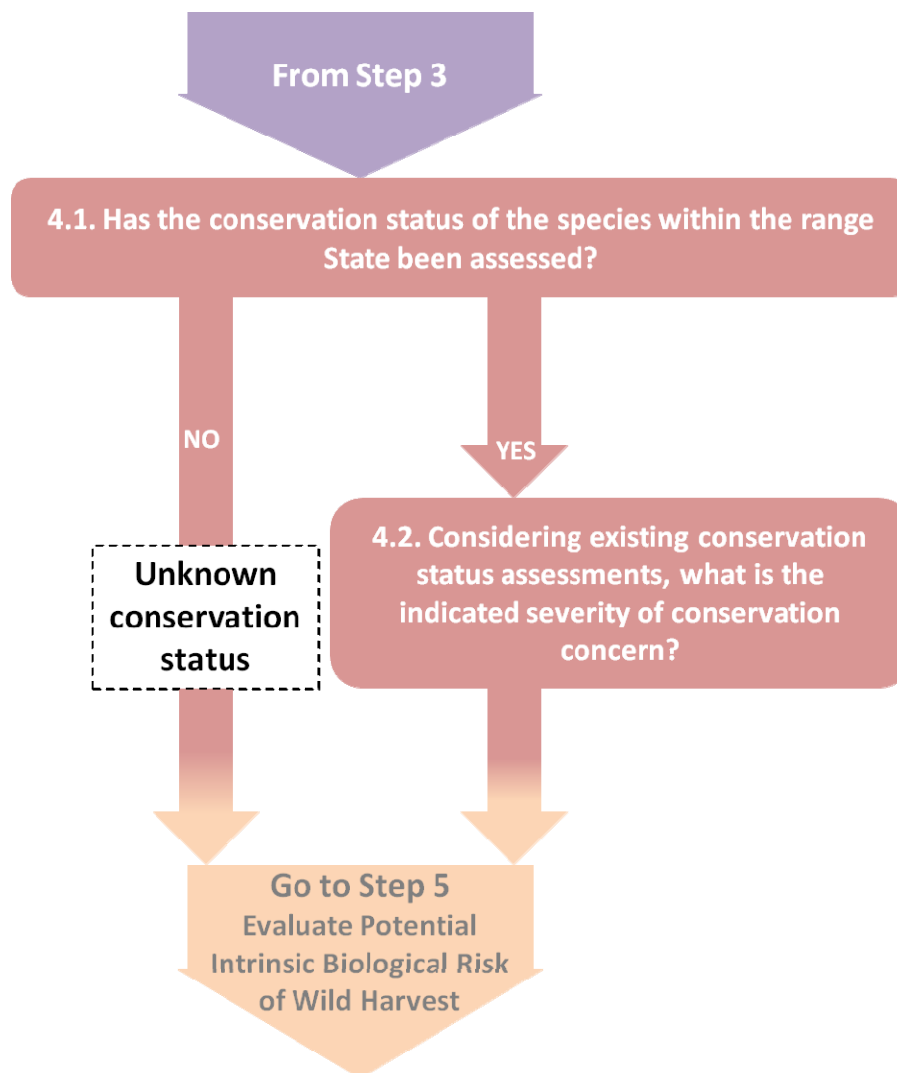 From Step 3
4.1. Has the conservation status of the species within the range
State been assessed?
NO
YES
Unknown
conservation
status
4.2. Considering existing conservation
status assessments, what is the
indicated severity of conservation
concern?
Go to Step 5
Evaluate Potential
Intrinsic Biological Risk
of Wild Harvest